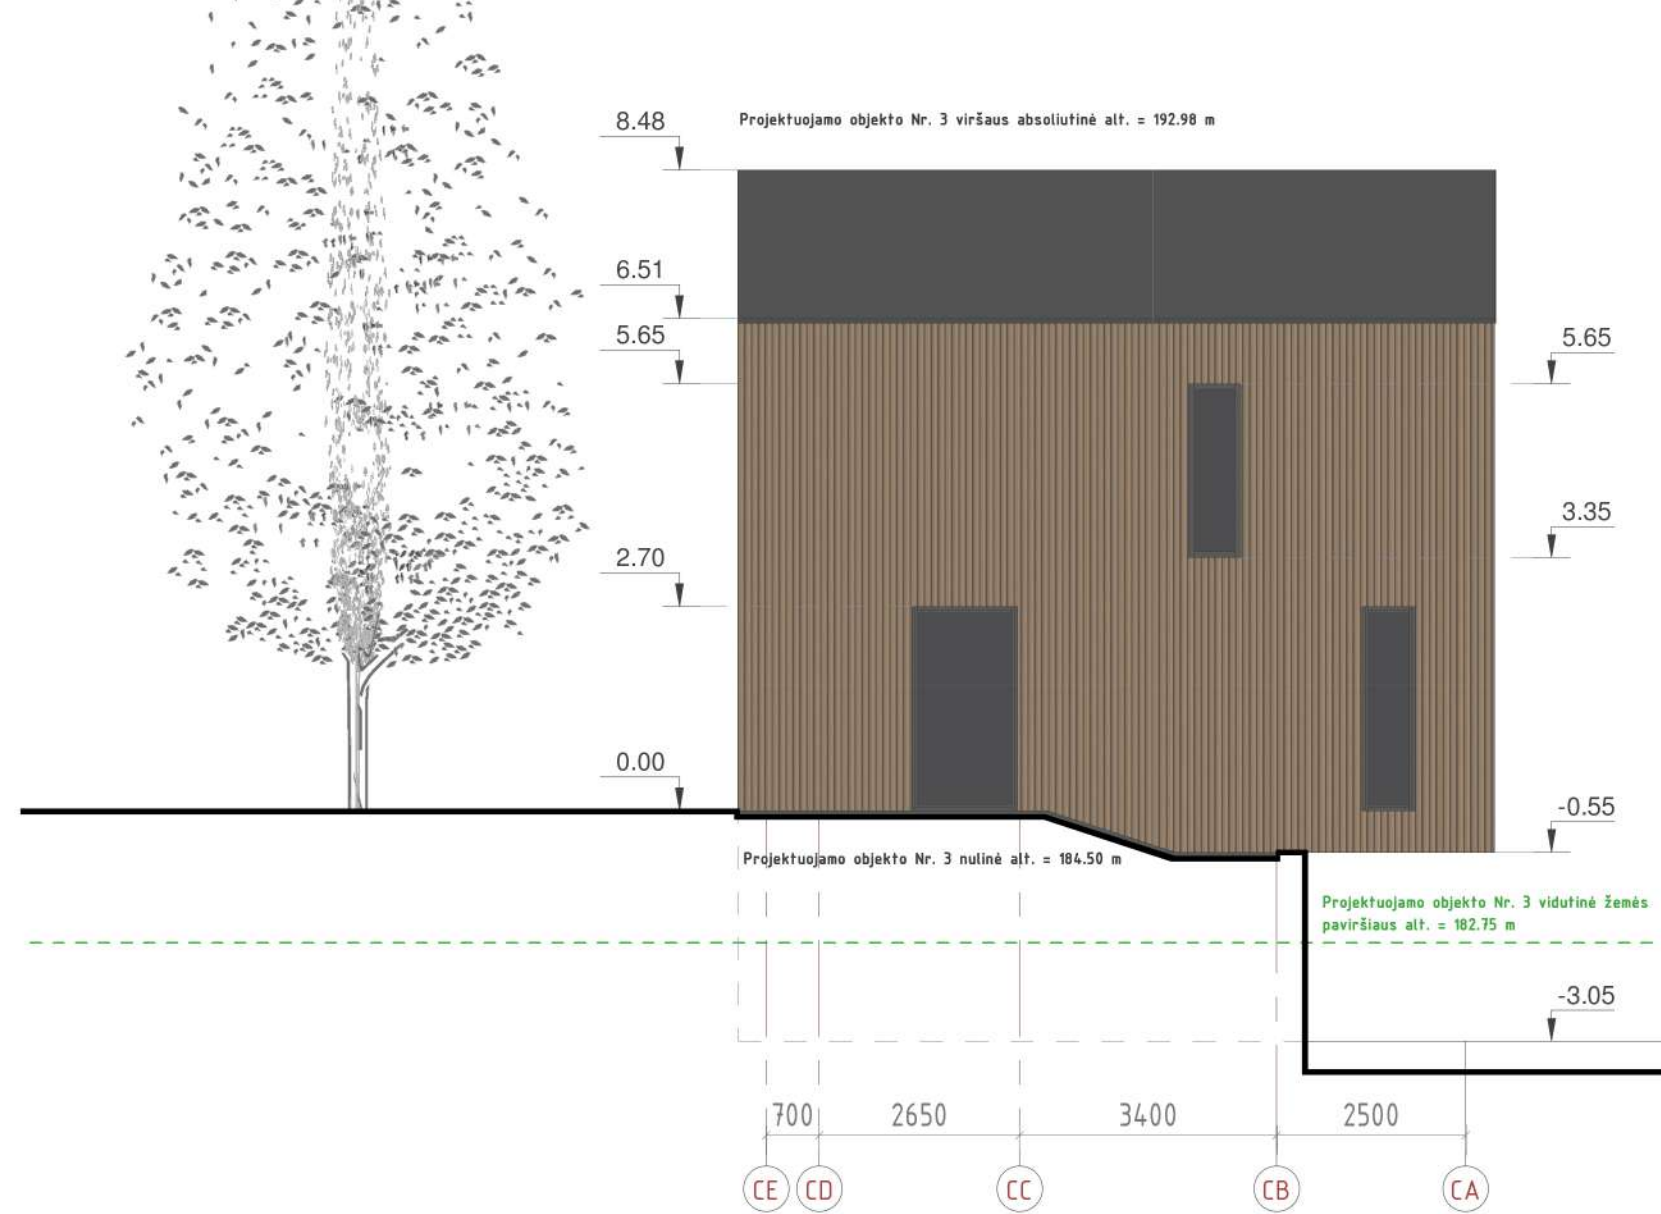 8.48
Projektuojamo objekto Nr. 3 viršaus absoliutinė alt. = 192.98 m
6.51
5.65
5.65
3.35
2.70
0.00
-0.55
Projektuojamo objekto Nr. 3 nulinė alt. = 184.50 m
Projektuojamo objekto Nr. 3 vidutinė žemės
paviršiaus alt. = 182.75 m
-3.05
700 2650 3400 2500
CE CD CC CB CA